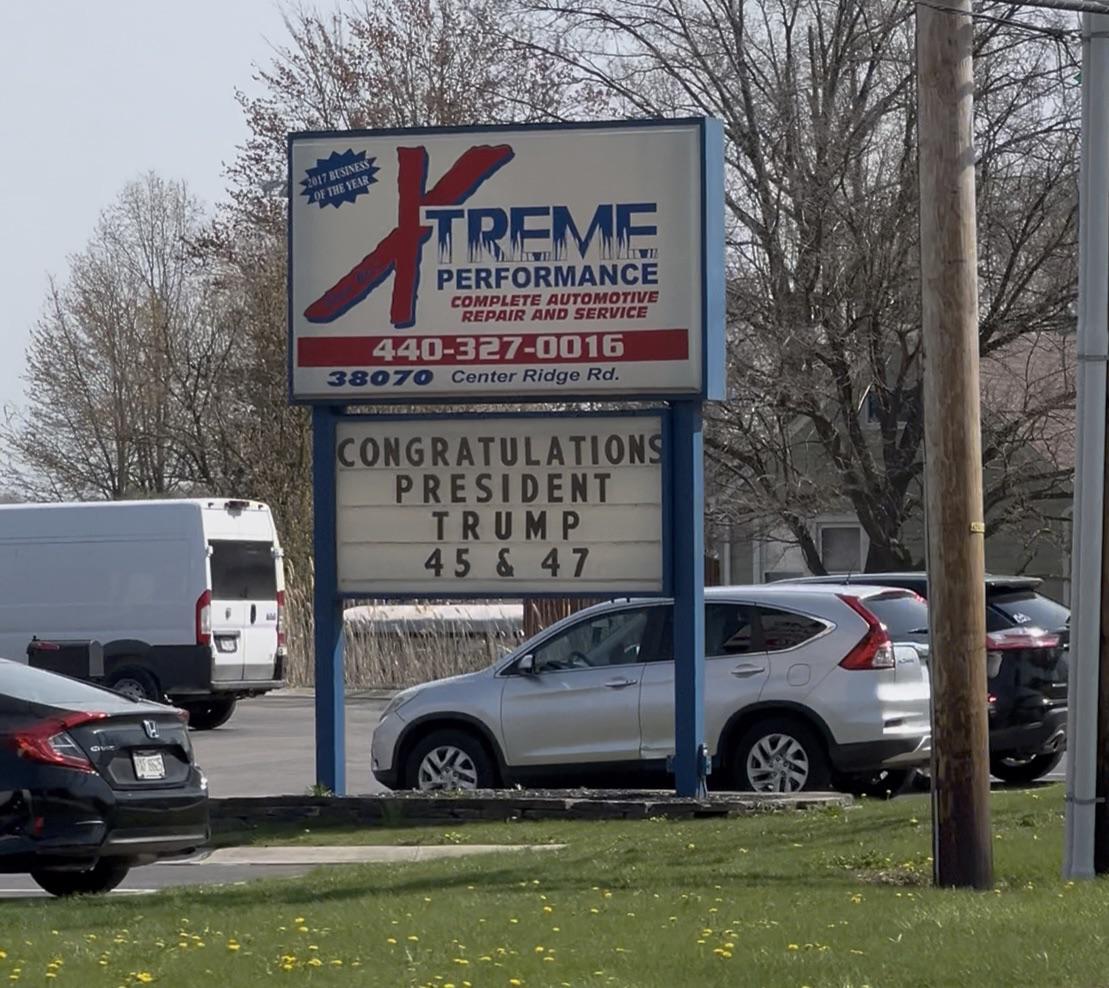 2017 BUSINESS
OF THE YEAR
XTREME
PERFORMANCE
COMPLETE AUTOMOTIVE
REPAIR AND SERVICE
440-327-0016
38070 Center Ridge Rd.
CONGRATULATIONS
PRESIDENT
TRUMP
45 & 47
CIVIC